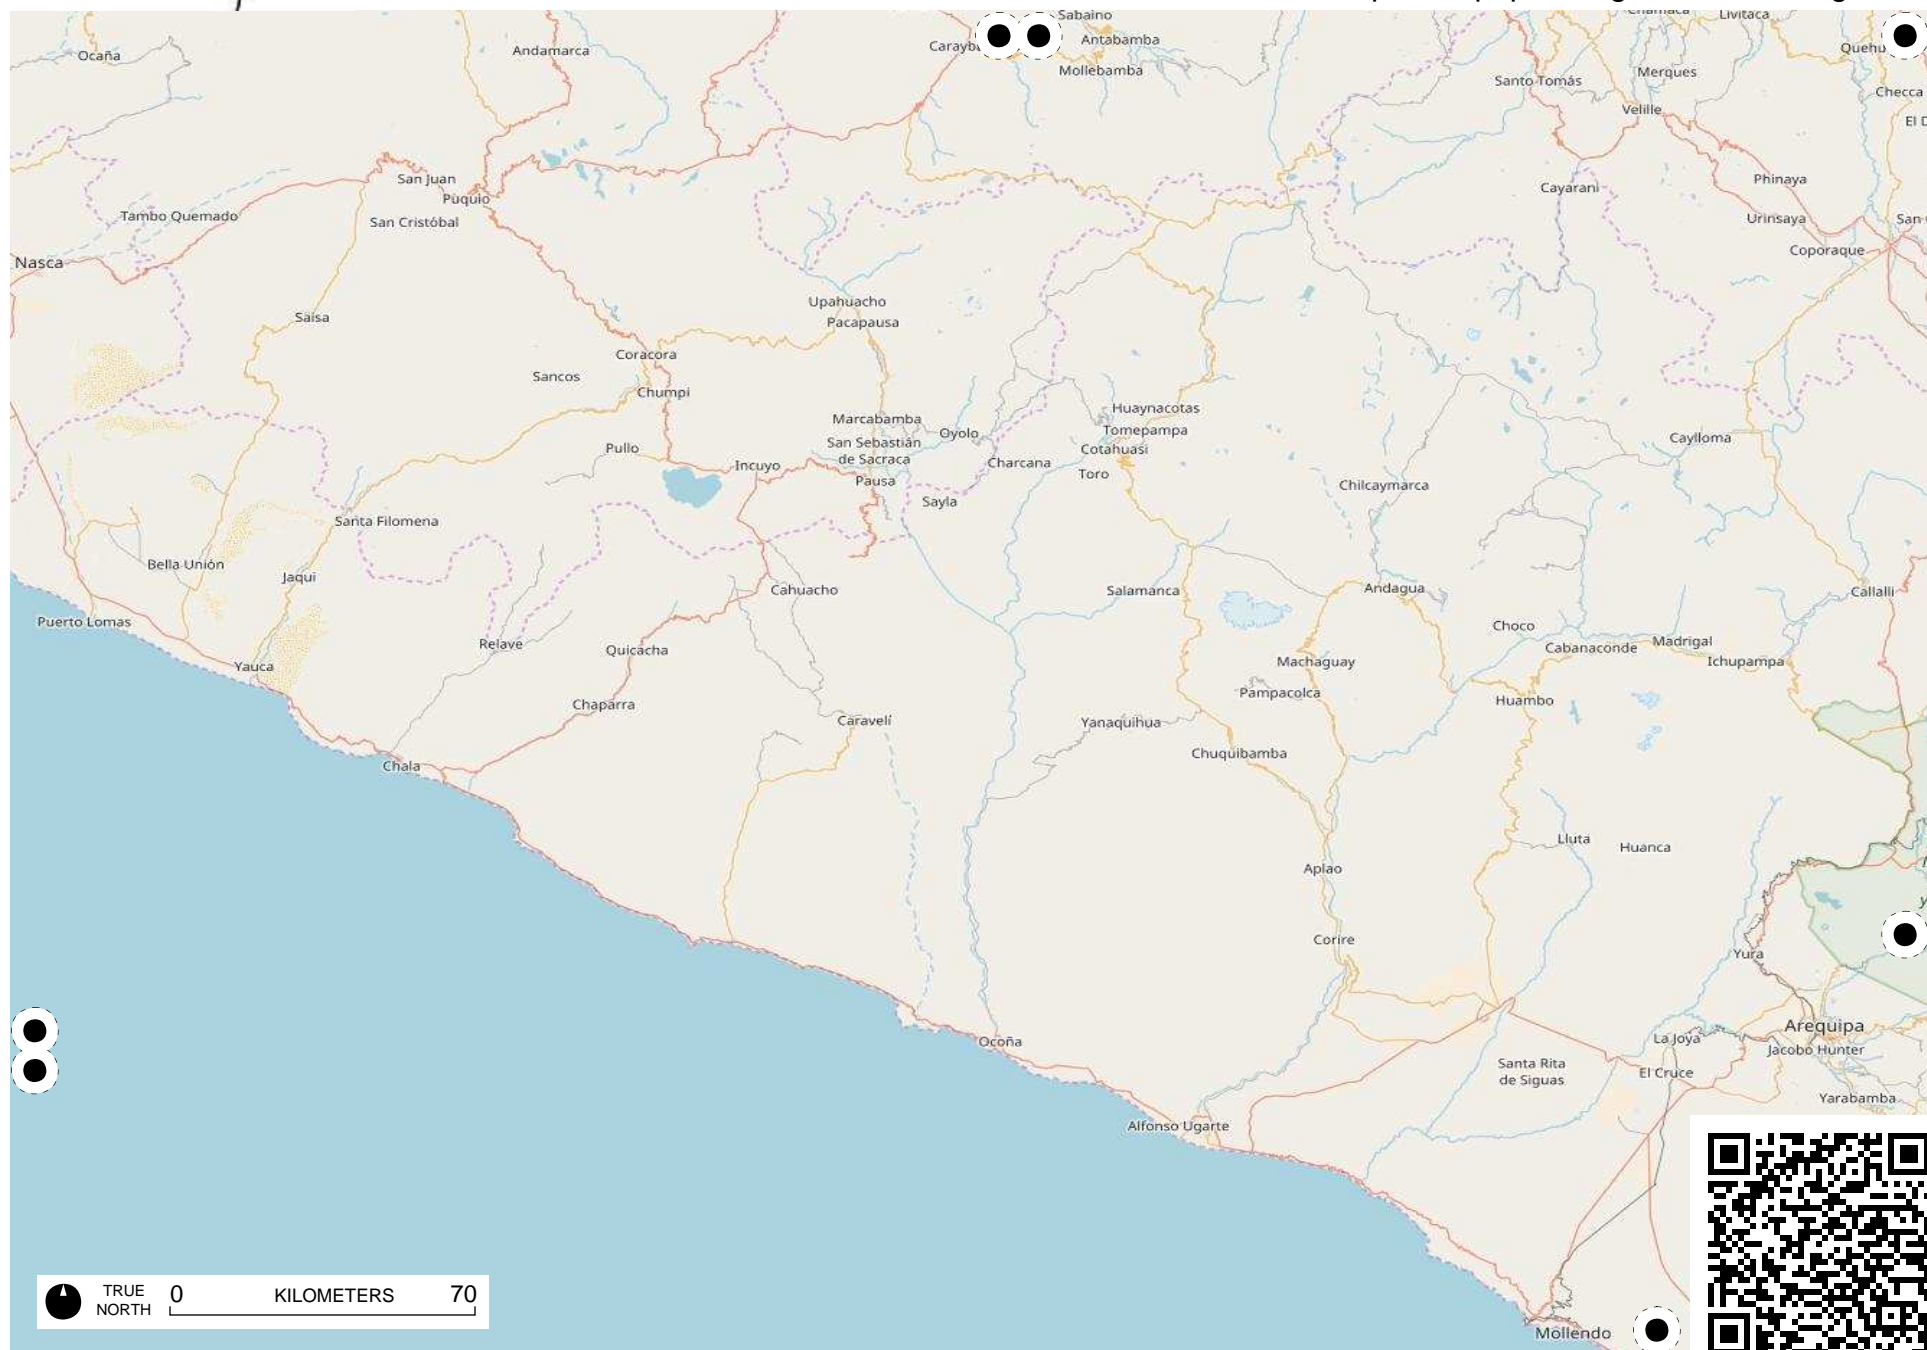 Sabaino
Chamaca
Livitaca
Ocaña
Andamarca
Antabamba
Mollebamba
Santo Tomás
Merques
Checca
Velille
San Juan
Puquio
Cayarani
Phinaya
Tambo Quemado
San Cristóbal
Urinsaya
San
Nasca
Coporaque
Upahuacho
Saisa
Pacapausa
Coracora
Sancos
Chumpi
Huaynacotas
Marcabamba
Tomepampa
Oyolo
Caylloma
San Sebastián
de Sacraca
Pullo
Cotahuasi
Incuyo
Charcana
Toro
Pausa
Chilcaymarca
Sayla
Santa Filomena
Bella Unión
Jaqui
Cahuacho
Salamanca
Andagua
Callalli
Puerto Lomas
Choco
Relave
Quicacha
Cabanaconde
Madrigal
Yauca
Machaguay
Ichupampa
Pampacolca
Huambo
Chaparra
Caravelí
Yanaquihua
Chuquibamba
Chala
Lluta
Huanca
Aplao
Corire
Yura
Arequipa
Ocoña
La Joya
Jacobo Hunter
Santa Rita
de Siguas
El Cruce
Yarabamba
Alfonso Ugarte
TRUE
NORTH
0 KILOMETERS 70
Mollendo